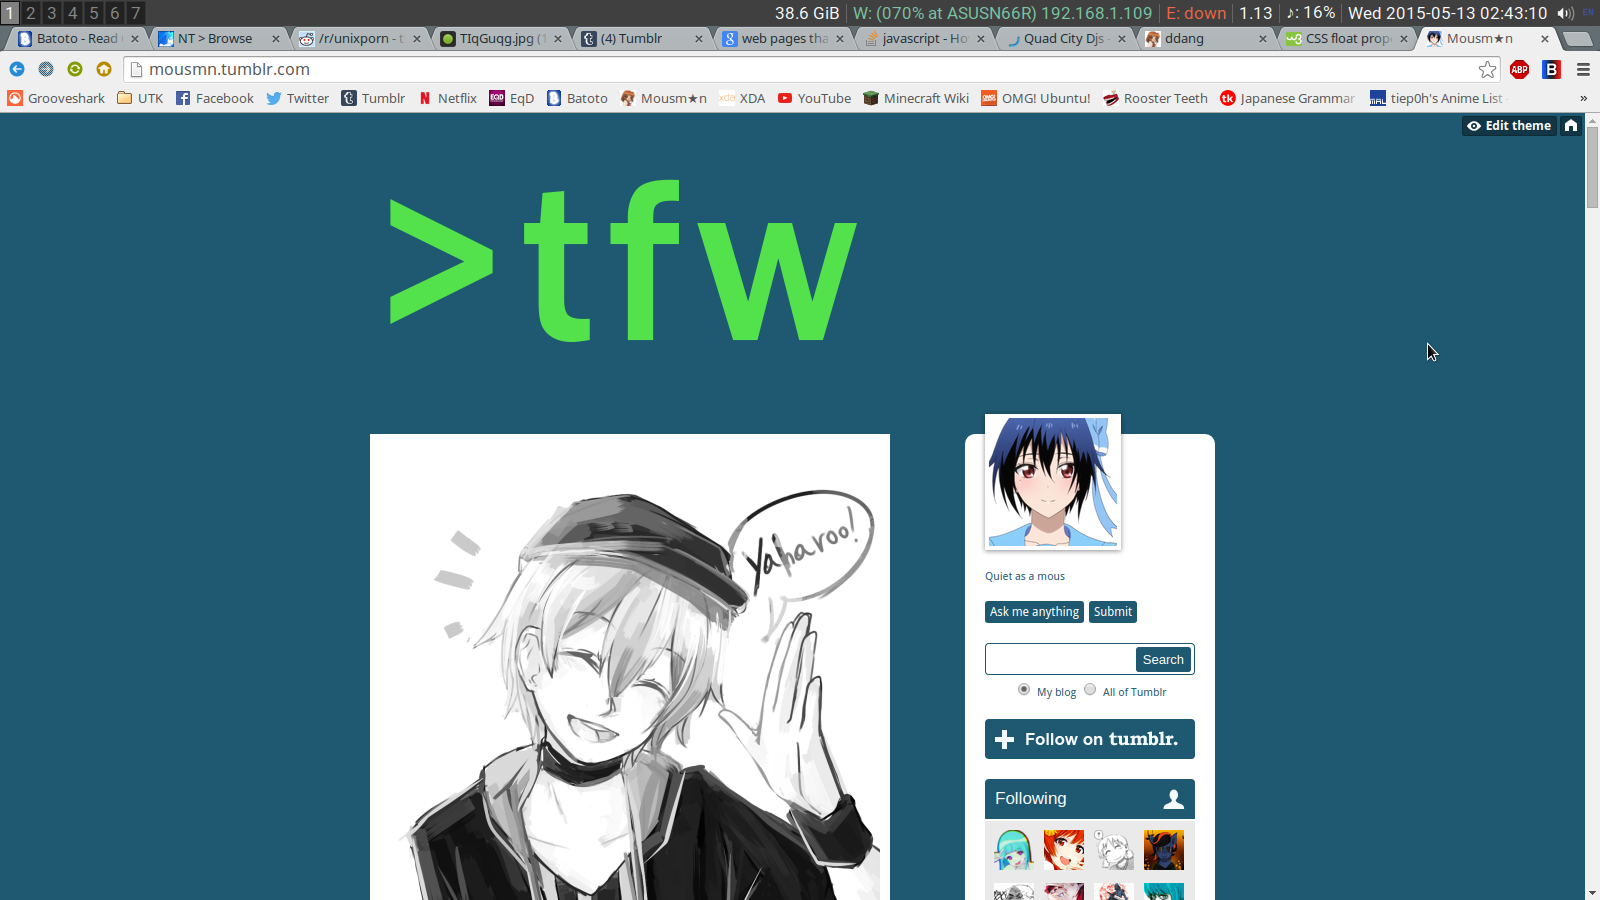 1 2 3 4 5 6 7
38.6 GiB W: (070% at ASUSN66R) 192.168.1.109 E: down 1.13 ♪: 16% Wed 2015-05-13 02:43:10 EN
Batoto - Read NT > Browse /r/unixporn - t TIqGuqg.jpg (1 (4) Tumblr web pages tha javascript - Ho Quad City Djs - ddang CSS float prop Mousm★n
mousmn.tumblr.com ABP B
Grooveshark UTK Facebook Twitter Tumblr Netflix EqD Batoto Mousm★n XDA YouTube Minecraft Wiki OMG! Ubuntu! Rooster Teeth Japanese Grammar tiep0h's Anime List »
Edit theme
>tfw
Yaharoo!
Quiet as a mous
Ask me anything Submit
Search
My blog All of Tumblr
Follow on tumblr.
Following